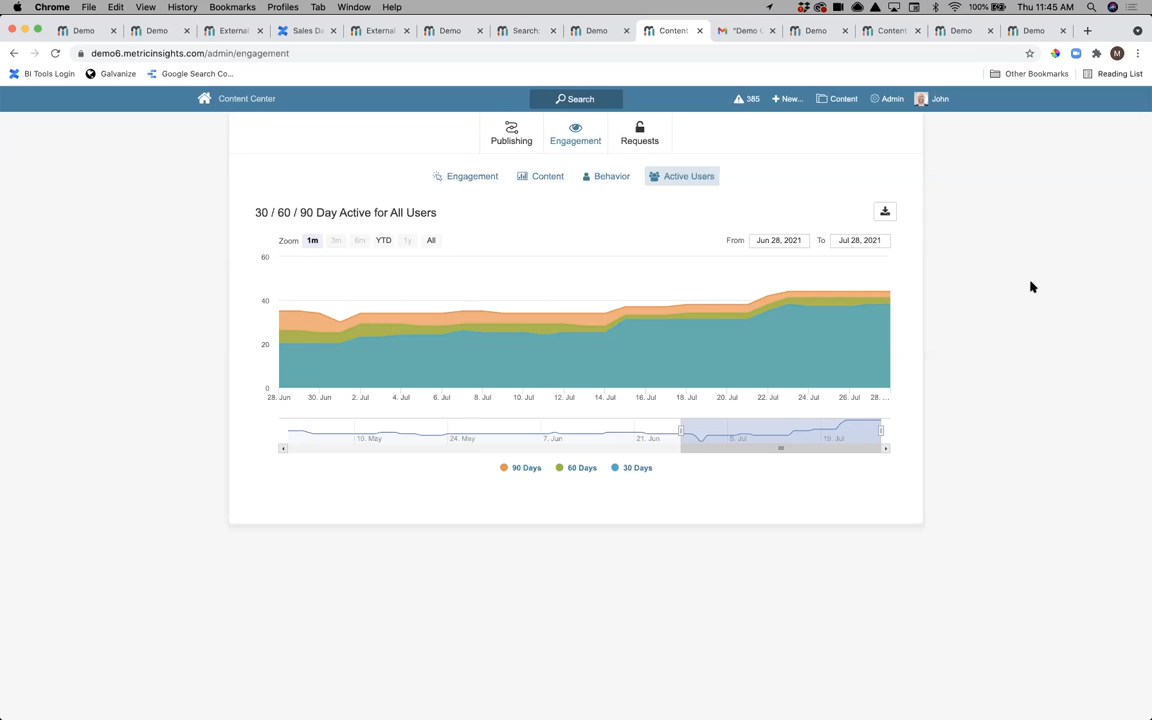 Chrome File Edit View History Bookmarks Profiles Tab Window Help 100% Thu 11:45 AM
Demo Demo External Sales Da External Demo Search: Demo Content "Demo C Demo Content Demo Demo
demo6.metricinsights.com/admin/engagement M
BI Tools Login Galvanize Google Search Co... Other Bookmarks Reading List
Content Center Search 385 + New... Content Admin John
Publishing Engagement Requests
Engagement Content Behavior Active Users
30 / 60 / 90 Day Active for All Users
Zoom 1m 3m 6m YTD 1y All From Jun 28, 2021 To Jul 28, 2021
60
40
20
0
28. Jun 30. Jun 2. Jul 4. Jul 6. Jul 8. Jul 10. Jul 12. Jul 14. Jul 16. Jul 18. Jul 20. Jul 22. Jul 24. Jul 26. Jul 28. ...
10. May 24. May 7. Jun 21. Jun 5. Jul 19. Jul
90 Days 60 Days 30 Days